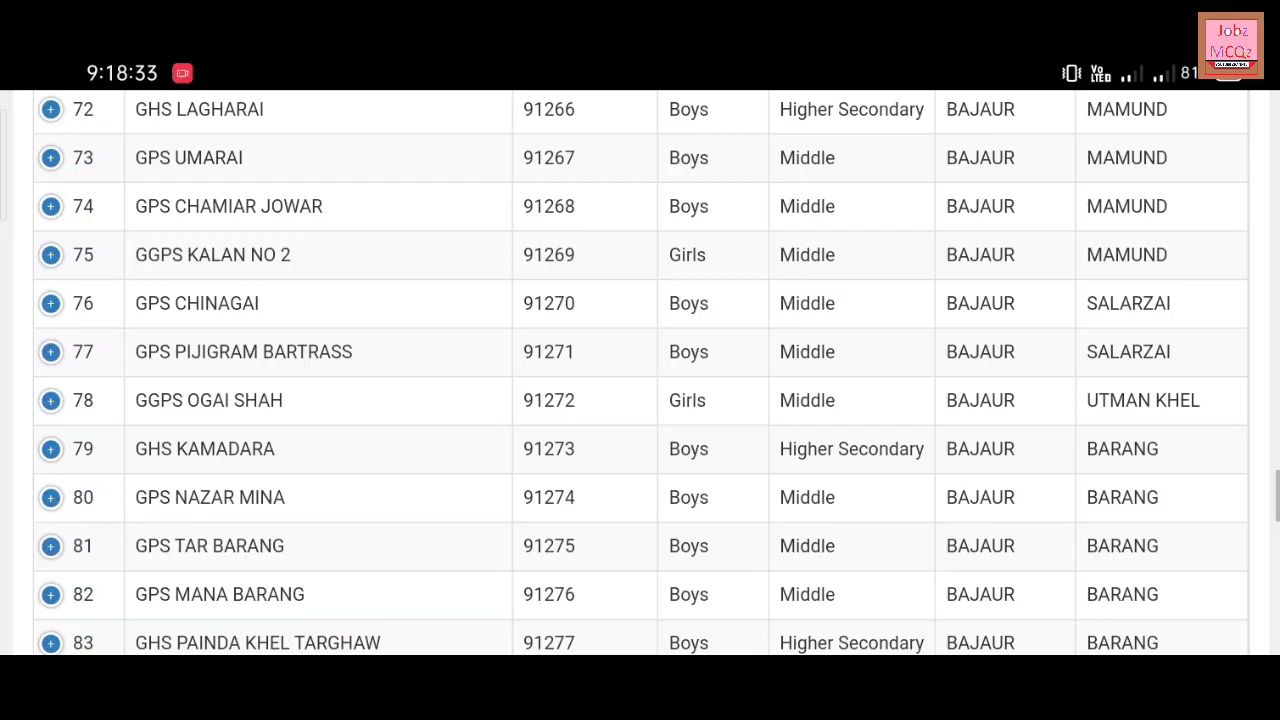 Jobz
MCQz
9:18:33 Vo LTED 81
72 GHS LAGHARAI 91266 Boys Higher Secondary BAJAUR MAMUND
73 GPS UMARAI 91267 Boys Middle BAJAUR MAMUND
74 GPS CHAMIAR JOWAR 91268 Boys Middle BAJAUR MAMUND
75 GGPS KALAN NO 2 91269 Girls Middle BAJAUR MAMUND
76 GPS CHINAGAI 91270 Boys Middle BAJAUR SALARZAI
77 GPS PIJIGRAM BARTRASS 91271 Boys Middle BAJAUR SALARZAI
78 GGPS OGAI SHAH 91272 Girls Middle BAJAUR UTMAN KHEL
79 GHS KAMADARA 91273 Boys Higher Secondary BAJAUR BARANG
80 GPS NAZAR MINA 91274 Boys Middle BAJAUR BARANG
81 GPS TAR BARANG 91275 Boys Middle BAJAUR BARANG
82 GPS MANA BARANG 91276 Boys Middle BAJAUR BARANG
83 GHS PAINDA KHEL TARGHAW 91277 Boys Higher Secondary BAJAUR BARANG